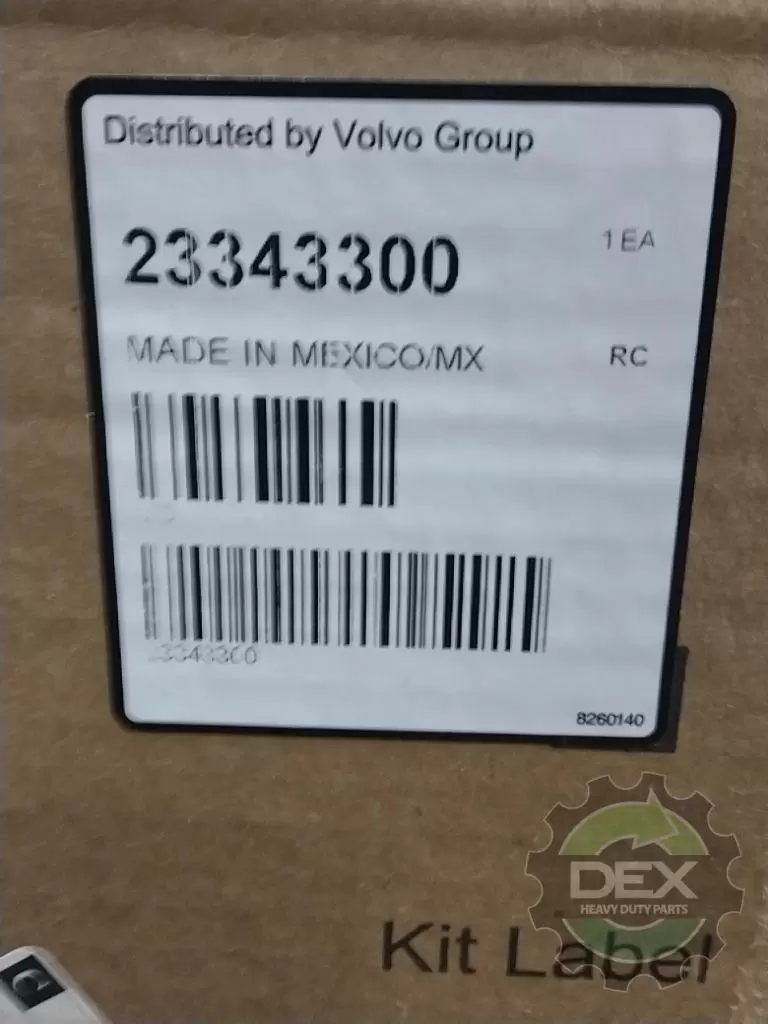 Distributed by Volvo Group
23343300
1 EA
MADE IN MEXICO/MX
RC
23343300
8260140
DEX
HEAVY DUTY PARTS
Kit Label